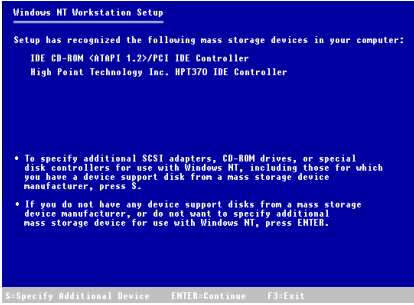 Windows NT Workstation Setup
Setup has recognized the following mass storage devices in your computer:
IDE CD-ROM <ATAPI 1.2>/PCI IDE Controller
High Point Technology Inc. HPT370 IDE Controller
• To specify additional SCSI adapters, CD-ROM drives, or special
disk controllers for use with Windows NT, including those for which
you have a device support disk from a mass storage device
manufacturer, press S.
• If you do not have any device support disks from a mass storage
device manufacturer, or do not want to specify additional
mass storage device for use with Windows NT, press ENTER.
S=Specify Additional Device ENTER=Continue F3=Exit